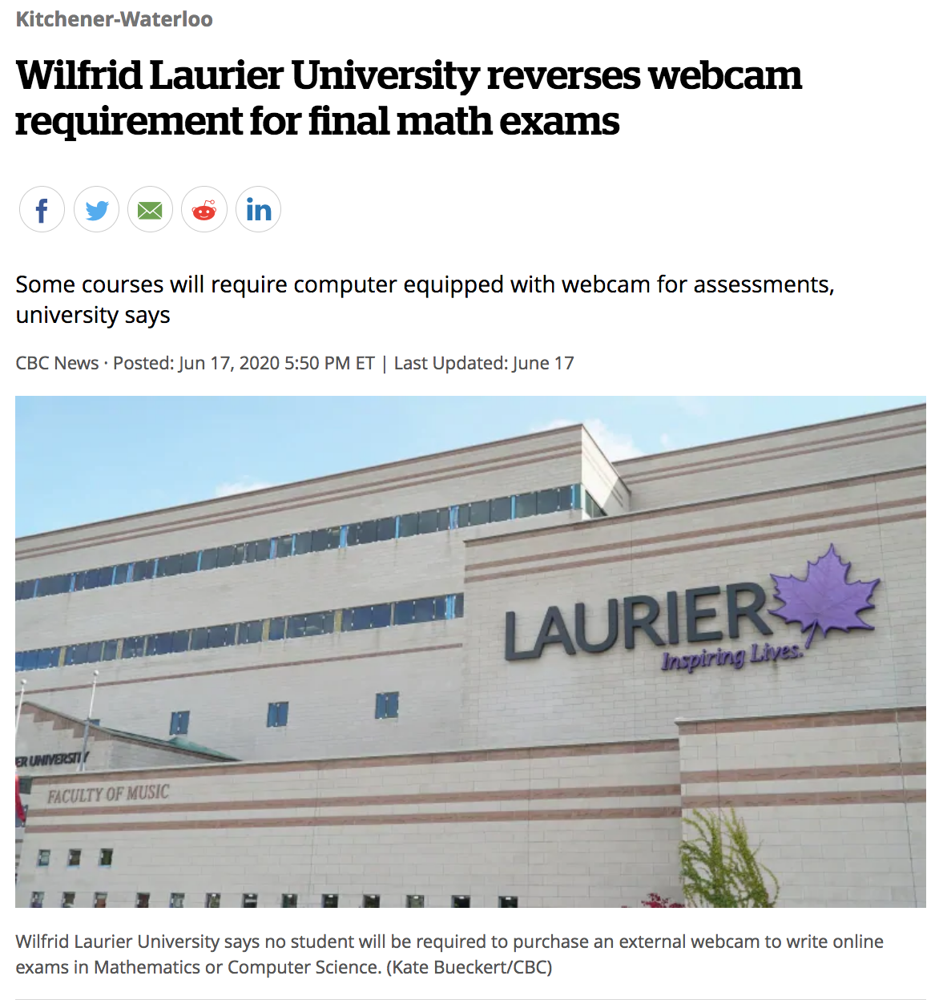 Kitchener-Waterloo
Wilfrid Laurier University reverses webcam
requirement for final math exams
f
in
Some courses will require computer equipped with webcam for assessments,
university says
CBC News · Posted: Jun 17, 2020 5:50 PM ET | Last Updated: June 17
LAURIER
Inspiring Lives.
ER UNIVERSITY
FACULTY OF MUSIC
Wilfrid Laurier University says no student will be required to purchase an external webcam to write online
exams in Mathematics or Computer Science. (Kate Bueckert/CBC)